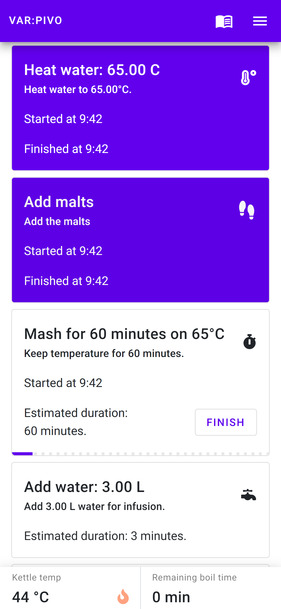 VAR:PIVO
Heat water: 65.00 C
Heat water to 65.00°C.
Started at 9:42
Finished at 9:42
Add malts
Add the malts
Started at 9:42
Finished at 9:42
Mash for 60 minutes on 65°C
Keep temperature for 60 minutes.
Started at 9:42
Estimated duration:
60 minutes.
FINISH
Add water: 3.00 L
Add 3.00 L water for infusion.
Estimated duration: 3 minutes.
Kettle temp
44 °C
Remaining boil time
0 min